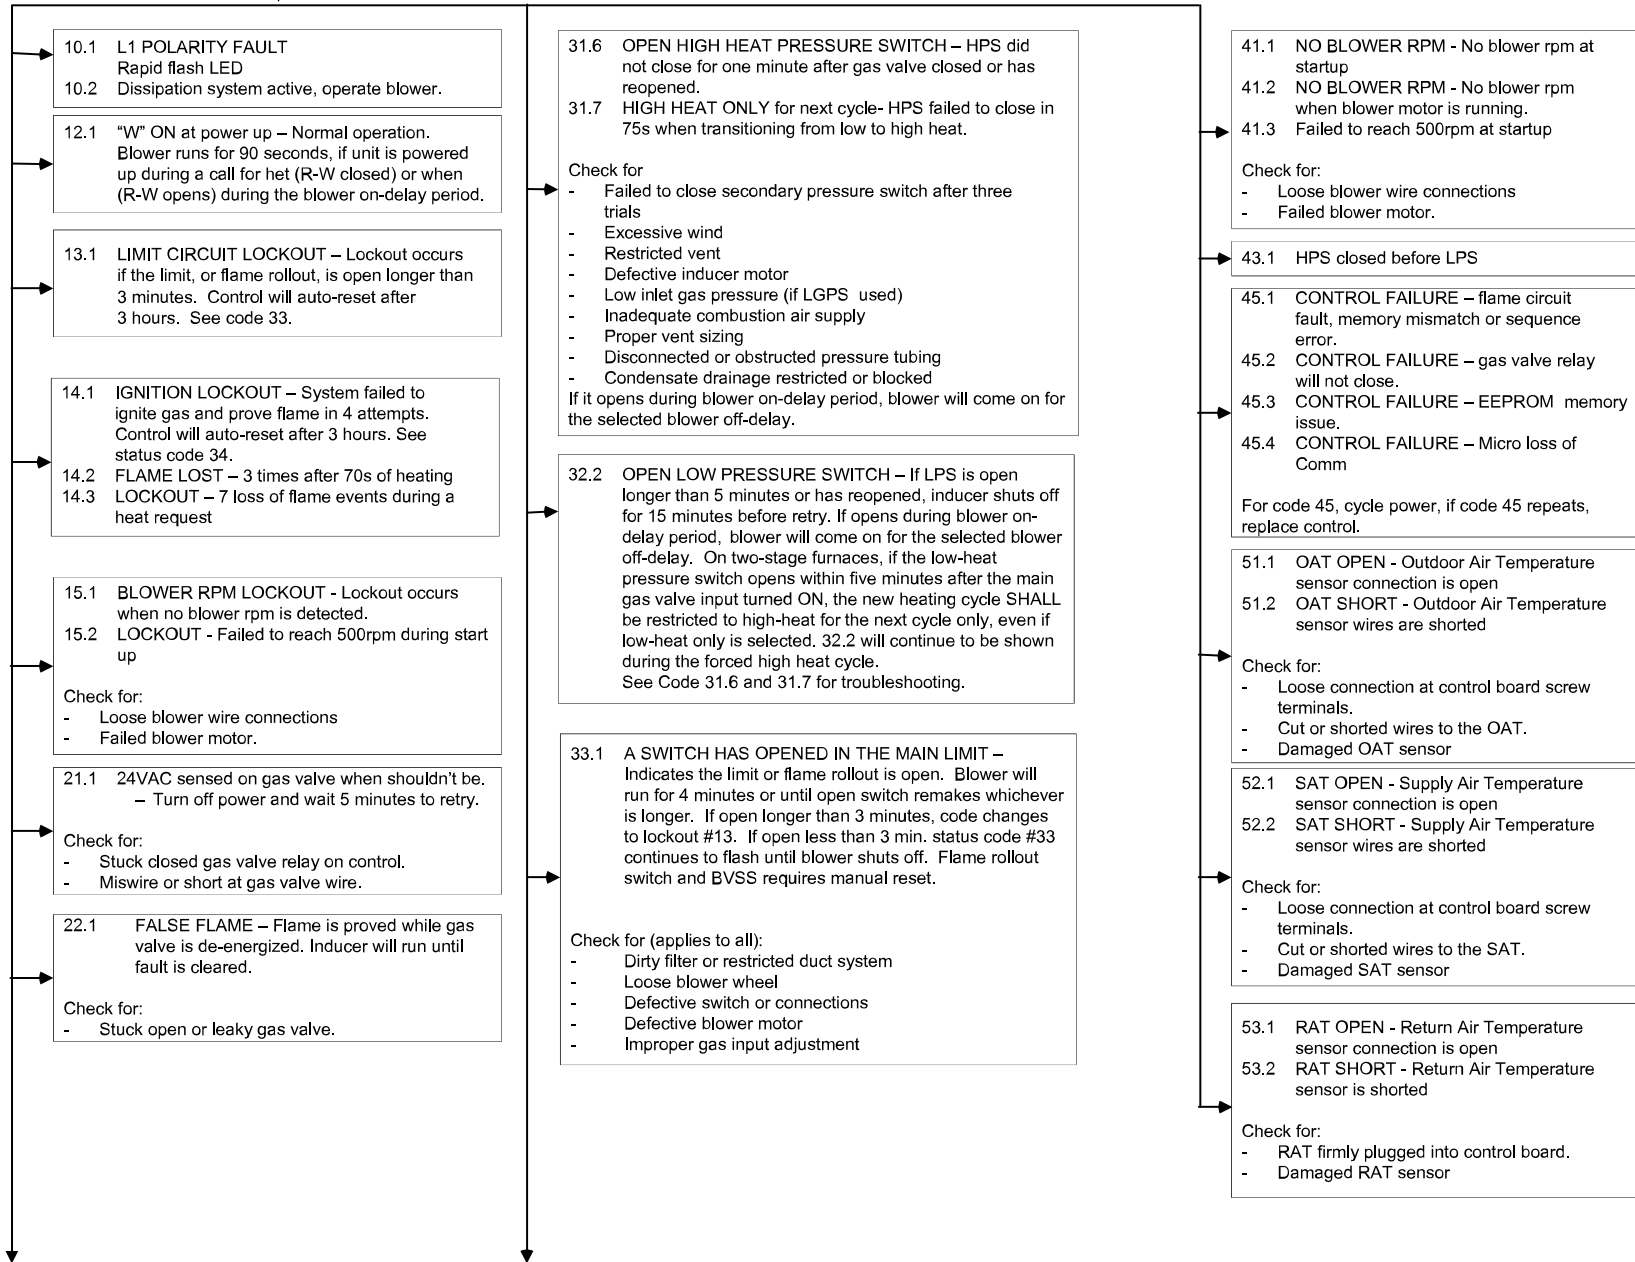 10.1 L1 POLARITY FAULT
Rapid flash LED
10.2 Dissipation system active, operate blower.
12.1 “W” ON at power up – Normal operation.
Blower runs for 90 seconds, if unit is powered
up during a call for het (R-W closed) or when
(R-W opens) during the blower on-delay period.
13.1 LIMIT CIRCUIT LOCKOUT – Lockout occurs
if the limit, or flame rollout, is open longer than
3 minutes. Control will auto-reset after
3 hours. See code 33.
14.1 IGNITION LOCKOUT – System failed to
ignite gas and prove flame in 4 attempts.
Control will auto-reset after 3 hours. See
status code 34.
14.2 FLAME LOST – 3 times after 70s of heating
14.3 LOCKOUT – 7 loss of flame events during a
heat request
15.1 BLOWER RPM LOCKOUT - Lockout occurs
when no blower rpm is detected.
15.2 LOCKOUT - Failed to reach 500rpm during start
up
Check for:
- Loose blower wire connections
- Failed blower motor.
21.1 24VAC sensed on gas valve when shouldn’t be.
– Turn off power and wait 5 minutes to retry.
Check for:
- Stuck closed gas valve relay on control.
- Miswire or short at gas valve wire.
22.1 FALSE FLAME – Flame is proved while gas
valve is de-energized. Inducer will run until
fault is cleared.
Check for:
- Stuck open or leaky gas valve.
31.6 OPEN HIGH HEAT PRESSURE SWITCH – HPS did
not close for one minute after gas valve closed or has
reopened.
31.7 HIGH HEAT ONLY for next cycle- HPS failed to close in
75s when transitioning from low to high heat.
Check for
- Failed to close secondary pressure switch after three
trials
- Excessive wind
- Restricted vent
- Defective inducer motor
- Low inlet gas pressure (if LGPS used)
- Inadequate combustion air supply
- Proper vent sizing
- Disconnected or obstructed pressure tubing
- Condensate drainage restricted or blocked
If it opens during blower on-delay period, blower will come on for
the selected blower off-delay.
32.2 OPEN LOW PRESSURE SWITCH – If LPS is open
longer than 5 minutes or has reopened, inducer shuts off
for 15 minutes before retry. If opens during blower on-
delay period, blower will come on for the selected blower
off-delay. On two-stage furnaces, if the low-heat
pressure switch opens within five minutes after the main
gas valve input turned ON, the new heating cycle SHALL
be restricted to high-heat for the next cycle only, even if
low-heat only is selected. 32.2 will continue to be shown
during the forced high heat cycle.
See Code 31.6 and 31.7 for troubleshooting.
33.1 A SWITCH HAS OPENED IN THE MAIN LIMIT –
Indicates the limit or flame rollout is open. Blower will
run for 4 minutes or until open switch remakes whichever
is longer. If open longer than 3 minutes, code changes
to lockout #13. If open less than 3 min. status code #33
continues to flash until blower shuts off. Flame rollout
switch and BVSS requires manual reset.
Check for (applies to all):
- Dirty filter or restricted duct system
- Loose blower wheel
- Defective switch or connections
- Defective blower motor
- Improper gas input adjustment
41.1 NO BLOWER RPM - No blower rpm at
startup
41.2 NO BLOWER RPM - No blower rpm
when blower motor is running.
41.3 Failed to reach 500rpm at startup
Check for:
- Loose blower wire connections
- Failed blower motor.
43.1 HPS closed before LPS
45.1 CONTROL FAILURE – flame circuit
fault, memory mismatch or sequence
error.
45.2 CONTROL FAILURE – gas valve relay
will not close.
45.3 CONTROL FAILURE – EEPROM memory
issue.
45.4 CONTROL FAILURE – Micro loss of
Comm
For code 45, cycle power, if code 45 repeats,
replace control.
51.1 OAT OPEN - Outdoor Air Temperature
sensor connection is open
51.2 OAT SHORT - Outdoor Air Temperature
sensor wires are shorted
Check for:
- Loose connection at control board screw
terminals.
- Cut or shorted wires to the OAT.
- Damaged OAT sensor
52.1 SAT OPEN - Supply Air Temperature
sensor connection is open
52.2 SAT SHORT - Supply Air Temperature
sensor wires are shorted
Check for:
- Loose connection at control board screw
terminals.
- Cut or shorted wires to the SAT.
- Damaged SAT sensor
53.1 RAT OPEN - Return Air Temperature
sensor connection is open
53.2 RAT SHORT - Return Air Temperature
sensor is shorted
Check for:
- RAT firmly plugged into control board.
- Damaged RAT sensor